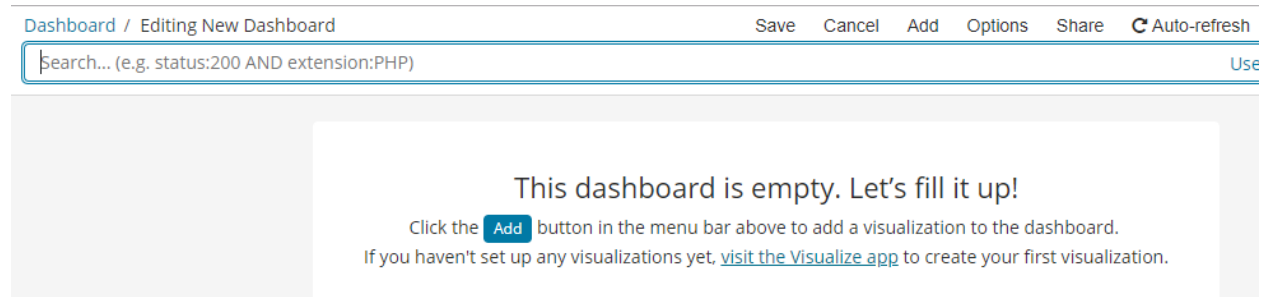 Dashboard / Editing New Dashboard Save Cancel Add Options Share Auto-refresh
Search... (e.g. status:200 AND extension:PHP) Use
This dashboard is empty. Let’s fill it up!
Click the Add button in the menu bar above to add a visualization to the dashboard.
If you haven't set up any visualizations yet, visit the Visualize app to create your first visualization.